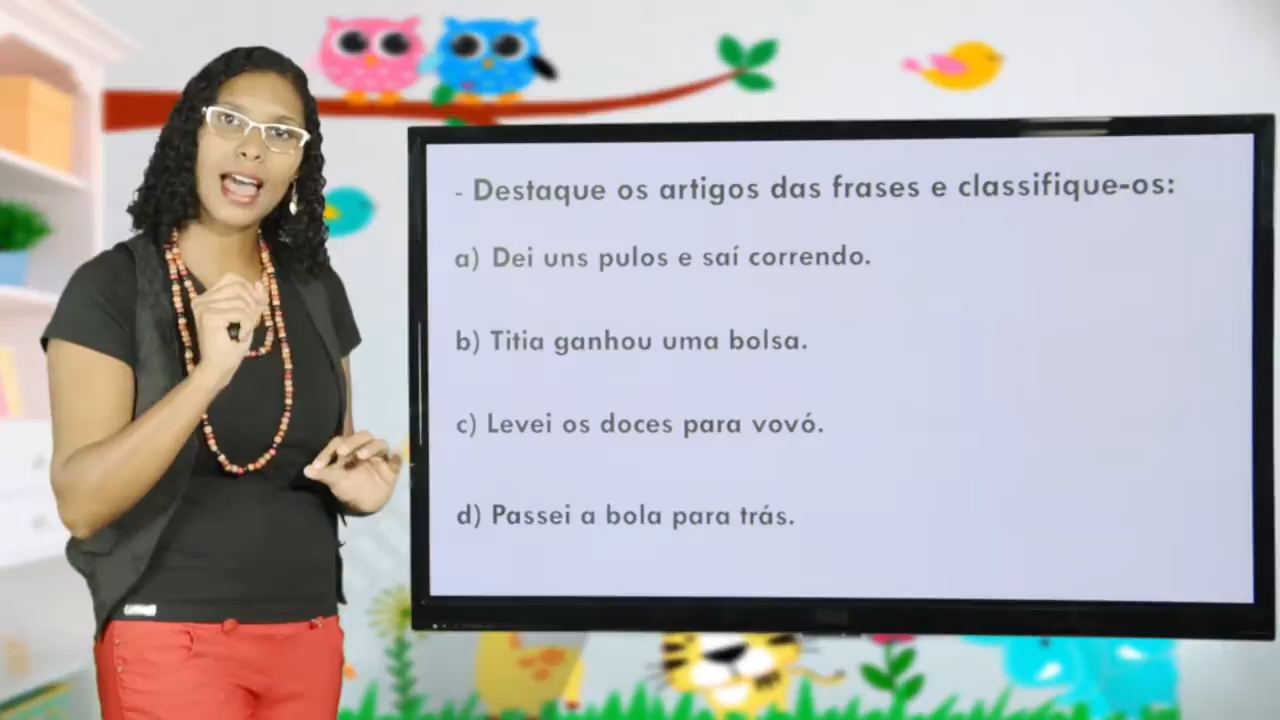 - Destaque os artigos das frases e classifique-os:
a) Dei uns pulos e saí correndo.
b) Titia ganhou uma bolsa.
c) Levei os doces para vovó.
d) Passei a bola para trás.